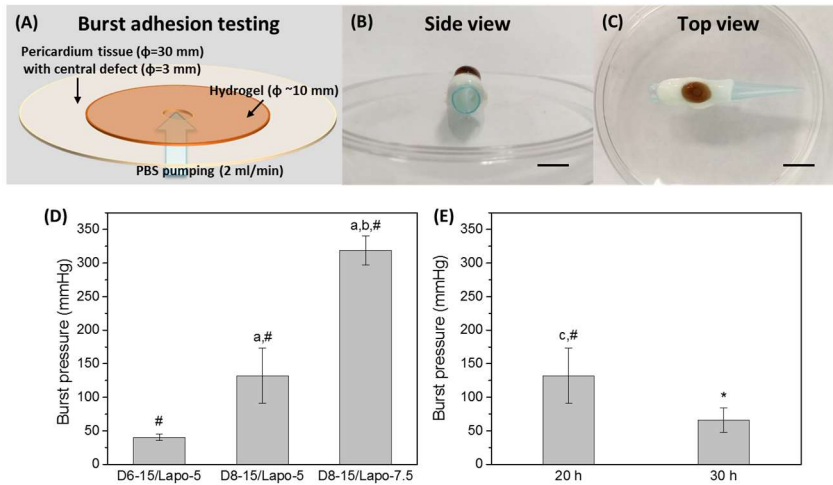 (A) Burst adhesion testing
Pericardium tissue (ϕ=30 mm)
with central defect (ϕ=3 mm)
Hydrogel (ϕ ~10 mm)
PBS pumping (2 ml/min)
(B) Side view
(C) Top view
(D)
Burst pressure (mmHg)
350
300
250
200
150
100
50
0
#
a,#
a,b,#
D6-15/Lapo-5 D8-15/Lapo-5 D8-15/Lapo-7.5
(E)
Burst pressure (mmHg)
350
300
250
200
150
100
50
0
c,#
*
20 h 30 h